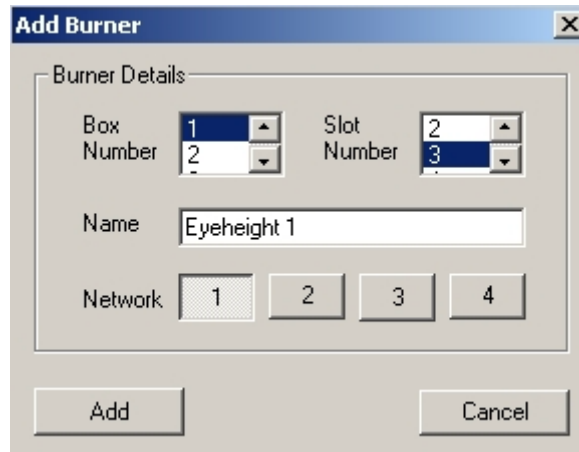 Add Burner
Burner Details
Box Number
1
2
Slot Number
2
3
Name
Eyeheight 1
Network
1 2 3 4
Add Cancel